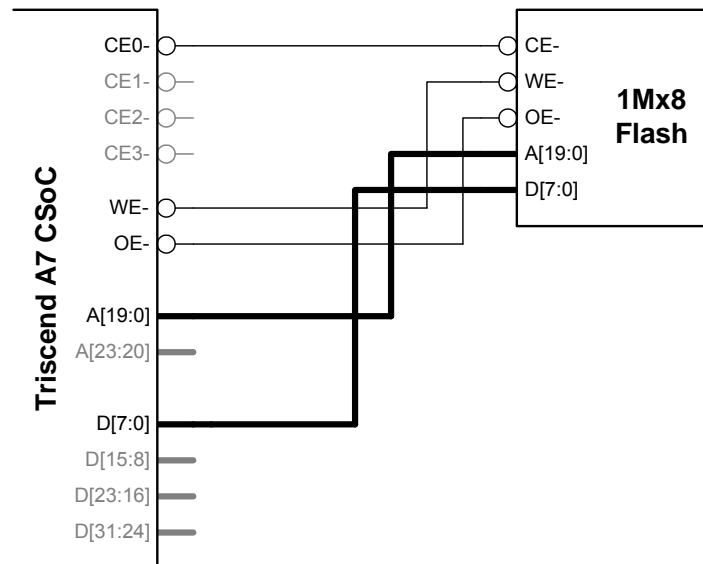 CE0-
CE1-
CE2-
CE3-
WE-
OE-
A[19:0]
A[23:20]
D[7:0]
D[15:8]
D[23:16]
D[31:24]
Triscend A7 CSoC
CE-
WE-
OE-
A[19:0]
D[7:0]
1Mx8
Flash